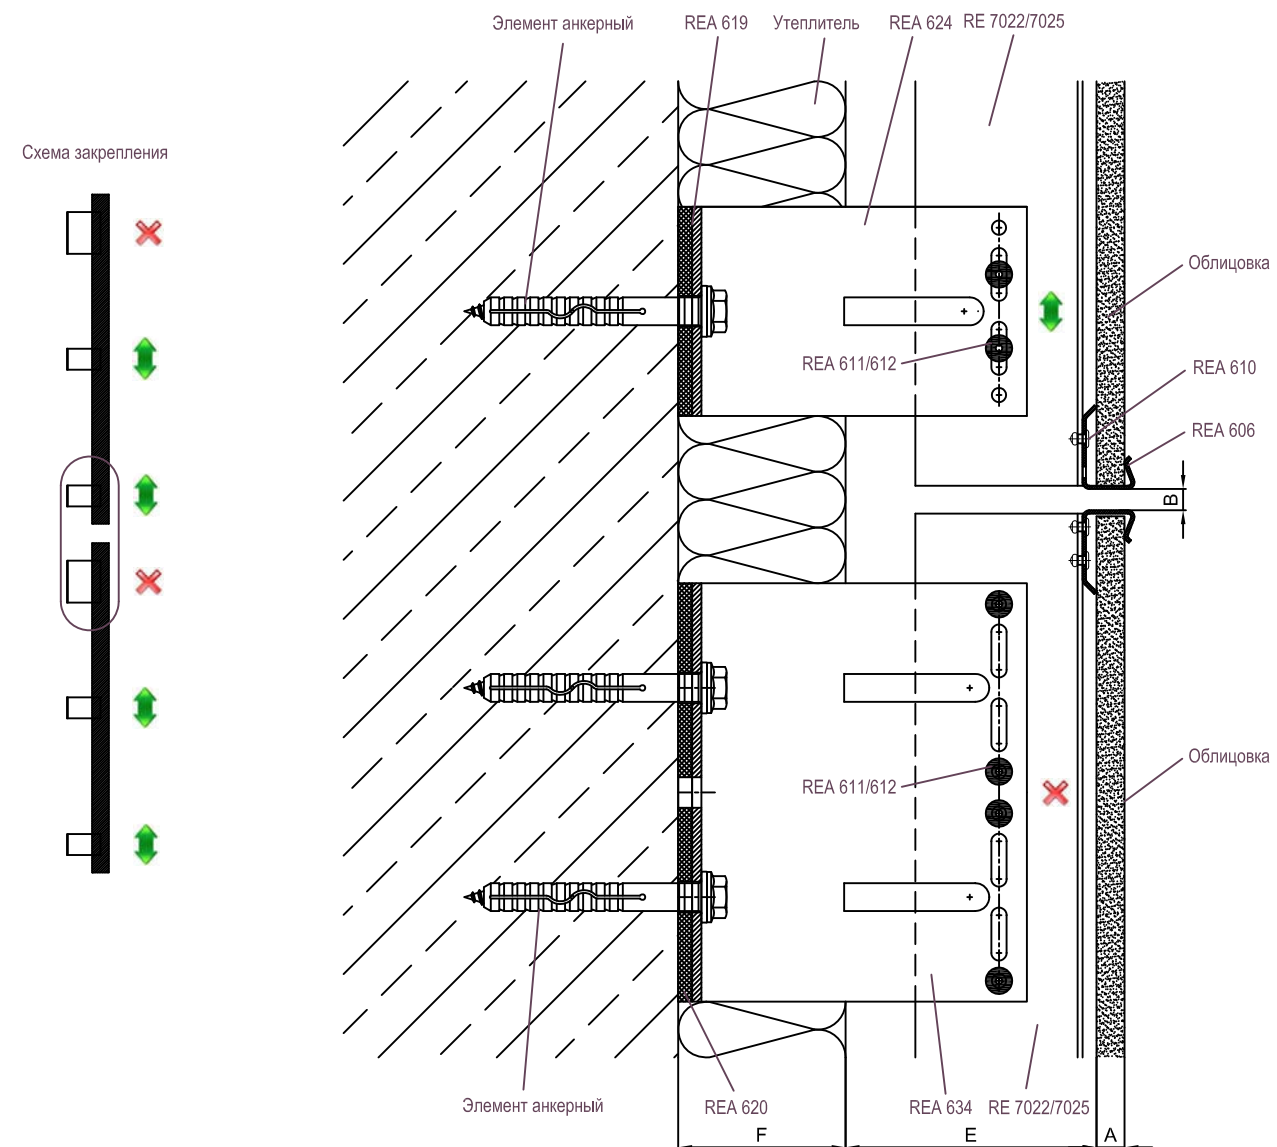 Элемент анкерный
REA 619
Утеплитель
REA 624
RE 7022/7025
Схема закрепления
Облицовка
REA 611/612
REA 610
REA 606
B
Облицовка
REA 611/612
Элемент анкерный
REA 620
REA 634
RE 7022/7025
F
E
A